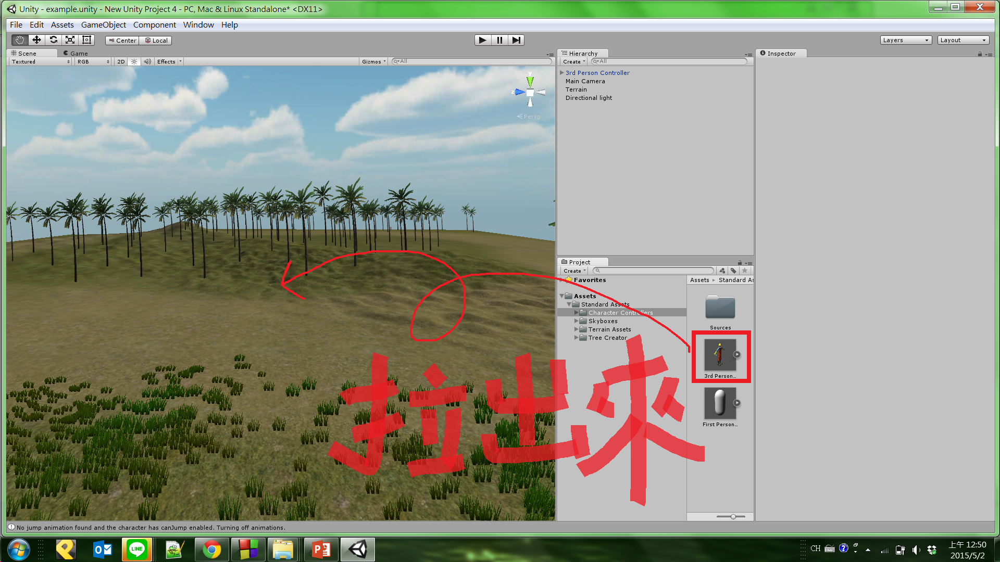 Unity - example.unity - New Unity Project 4 - PC, Mac & Linux Standalone* <DX11>
File Edit Assets GameObject Component Window Help
Center Local
Layers Layout
Scene Game
Textured RGB 2D Effects Gizmos All
Hierarchy
Create All
3rd Person Controller
Main Camera
Terrain
Directional light
Inspector
y
z
Persp
Project
Create
Favorites
Assets
Standard Assets
Character Controllers
Skyboxes
Terrain Assets
Tree Creator
Assets Standard As
Sources
3rd Person...
First Person...
拉出來
No jump animation found and the character has canJump enabled. Turning off animations.
LINE
CH
上午 12:50
2015/5/2